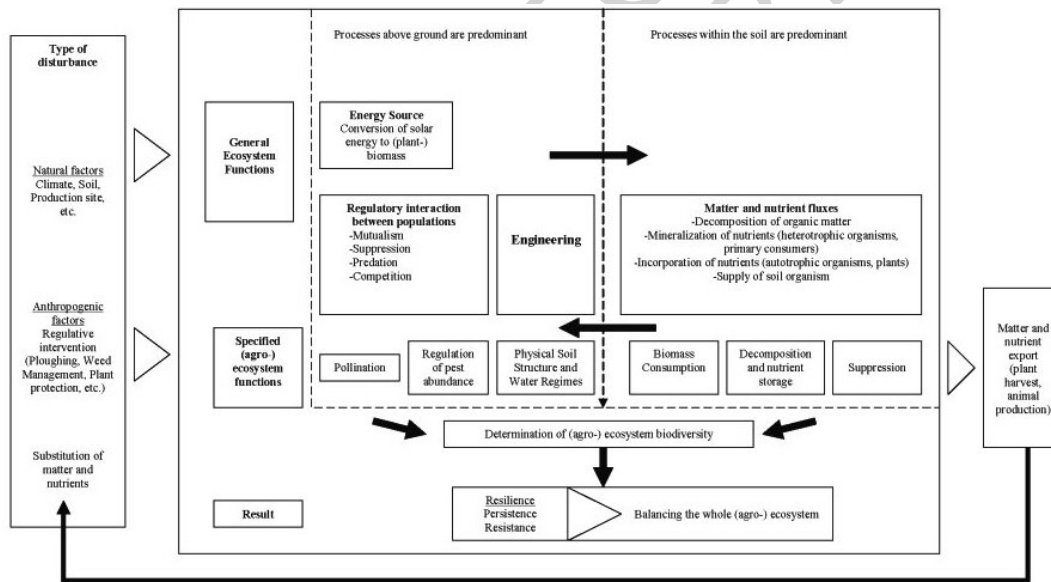 Type of
disturbance
Natural factors
Climate, Soil,
Production site,
etc.
Anthropogenic
factors
Regulative
intervention
(Ploughing, Weed
Management, Plant
protection, etc.)
Substitution of
matter and
nutrients
Processes above ground are predominant
Processes within the soil are predominant
General
Ecosystem
Functions
Energy Source
Conversion of solar
energy to (plant-)
biomass
Regulatory interaction
between populations
-Mutualism
-Suppression
-Predation
-Competition
Engineering
Matter and nutrient fluxes
-Decomposition of organic matter
-Mineralization of nutrients (heterotrophic organisms,
primary consumers)
-Incorporation of nutrients (autotrophic organisms, plants)
-Supply of soil organism
Specified
(agro-)
ecosystem
functions
Pollination
Regulation
of pest
abundance
Physical Soil
Structure and
Water Regimes
Biomass
Consumption
Decomposition
and nutrient
storage
Suppression
Determination of (agro-) ecosystem biodiversity
Result
Resilience
Persistence
Resistance
Balancing the whole (agro-) ecosystem
Matter and
nutrient
export
(plant
harvest,
animal
production)